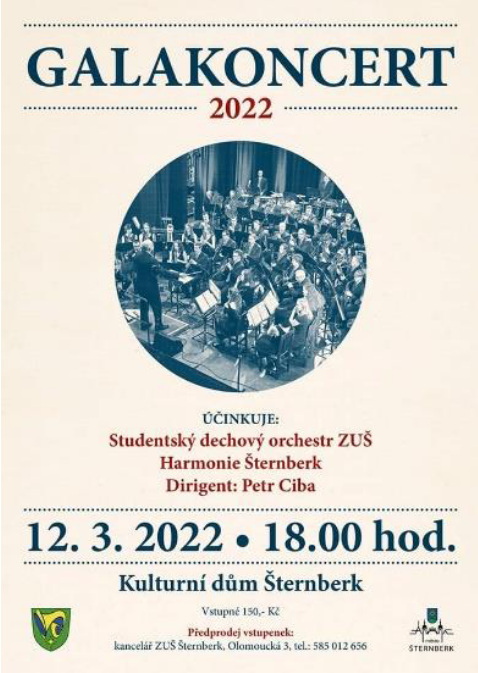 GALAKONCERT
2022
ÚČINKUJE:
Studentský dechový orchestr ZUŠ
Harmonie Šternberk
Dirigent: Petr Ciba
12. 3. 2022 • 18.00 hod.
Kulturní dům Šternberk
Vstupné 150,- Kč
Předprodej vstupenek:
kancelář ZUŠ Šternberk, Olomoucká 3, tel.: 585 012 656
město
ŠTERNBERK